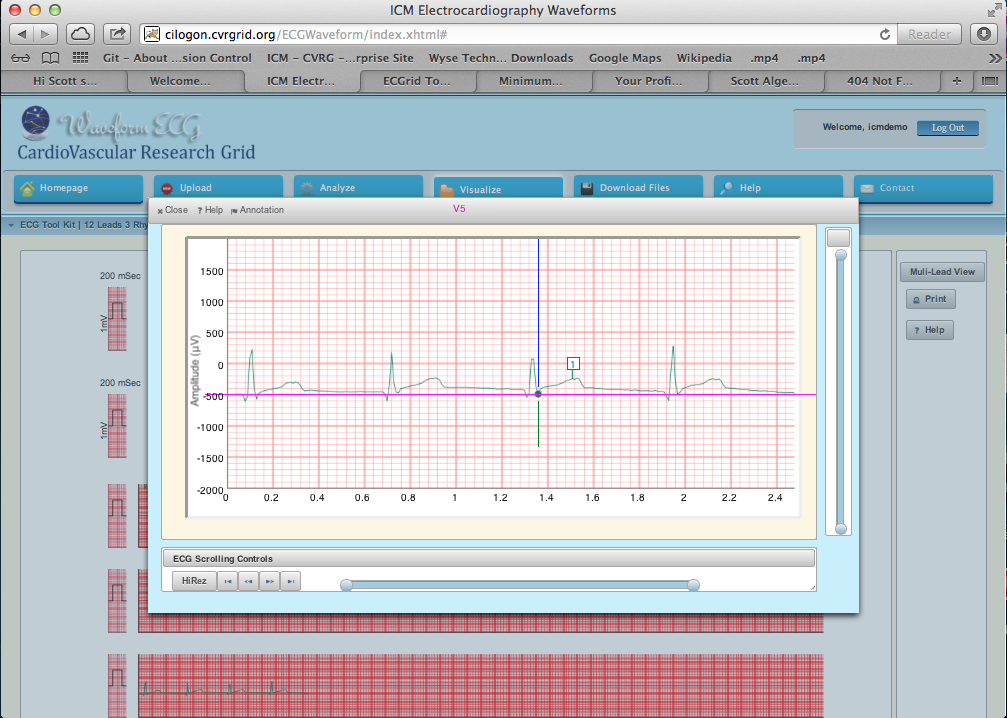 ICM Electrocardiography Waveforms
cilogon.cvrgrid.org/ECGWaveform/index.xhtml#
Reader
Git – About ...sion Control ICM – CVRG –...rprise Site Wyse Techn... Downloads Google Maps Wikipedia .mp4 .mp4
Hi Scott s... Welcome... ICM Electr... ECGrid To... Minimum... Your Profi... Scott Alge... 404 Not F...
Waveform ECG
CardioVascular Research Grid
Welcome, icmdemo Log Out
Homepage Upload Analyze Visualize Download Files Help Contact
Close ? Help Annotation V5
ECG Tool Kit | 12 Leads 3 Rhy
200 mSec
1mV
200 mSec
1mV
Muli-Lead View
Print
? Help
Amplitude (µV)
1500
1000
500
0
-500
-1000
-1500
-2000
1
0 0.2 0.4 0.6 0.8 1 1.2 1.4 1.6 1.8 2 2.2 2.4
ECG Scrolling Controls
HiRez